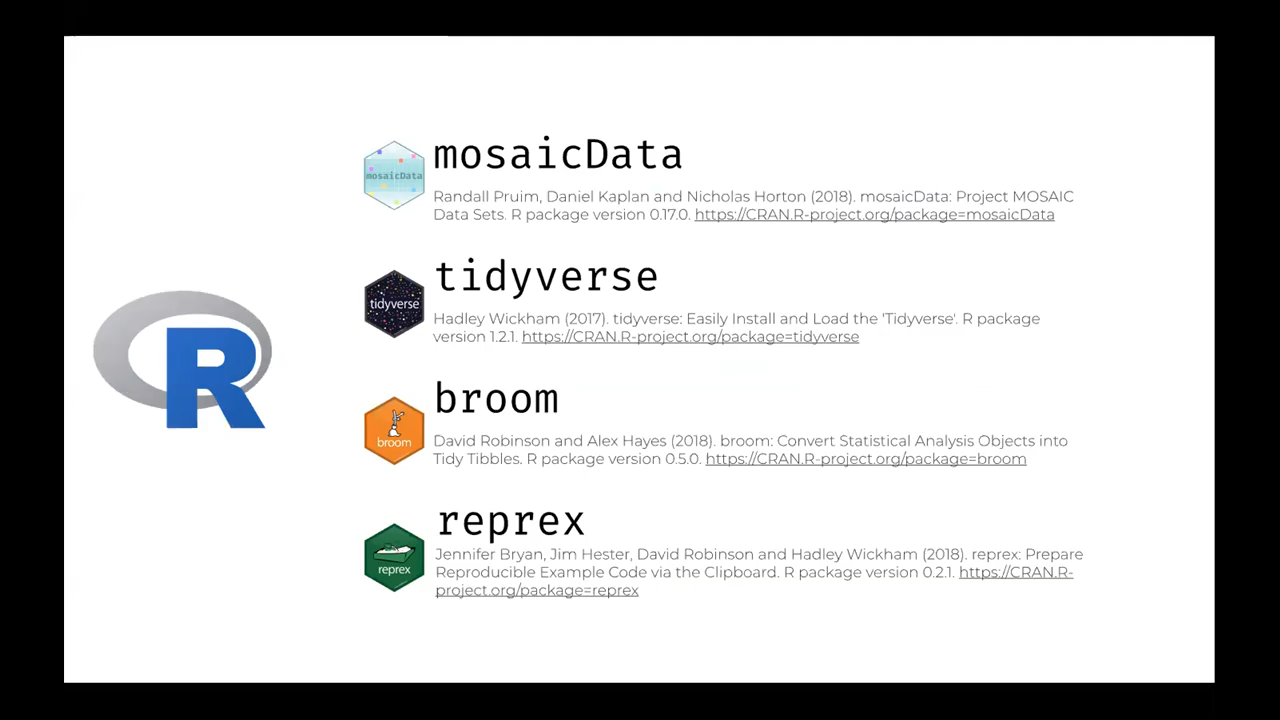 mosaicData
mosaicData
Randall Pruim, Daniel Kaplan and Nicholas Horton (2018). mosaicData: Project MOSAIC
Data Sets. R package version 0.17.0. https://CRAN.R-project.org/package=mosaicData
tidyverse
tidyverse
Hadley Wickham (2017). tidyverse: Easily Install and Load the 'Tidyverse'. R package
version 1.2.1. https://CRAN.R-project.org/package=tidyverse
R
broom
broom
David Robinson and Alex Hayes (2018). broom: Convert Statistical Analysis Objects into
Tidy Tibbles. R package version 0.5.0. https://CRAN.R-project.org/package=broom
reprex
reprex
Jennifer Bryan, Jim Hester, David Robinson and Hadley Wickham (2018). reprex: Prepare
Reproducible Example Code via the Clipboard. R package version 0.2.1. https://CRAN.R-
project.org/package=reprex